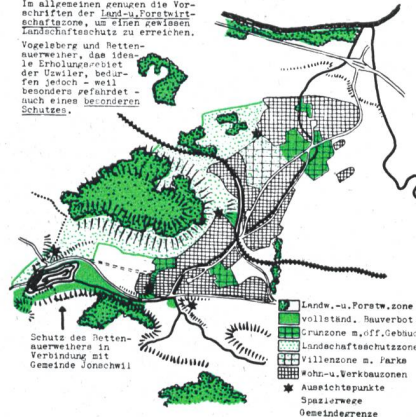 Im allgemeinen genügen die Vor-
schriften der Land-u.Forstwirt-
schaftszone, um einen gewissen
Landschaftsschutz zu erreichen.
Vogelsberg und Betten-
auerweiher, das idea-
le Erholungsgebiet
der Uzwiler, bedür-
fen jedoch - weil
besonders gefährdet -
auch eines besonderen
Schutzes.
Schutz des Betten-
auerweihers in
Verbindung mit
Gemeinde Jonschwil
Landw.-u.Forstw.zone
vollständ. Bauverbot
Grünzone m.öff.Gebäud
Landschaftsschutzzone
Villenzone m. Parks
Wohn-u.Werkbauzonen
Aussichtspunkte
Spazierwege
Gemeindegrenze